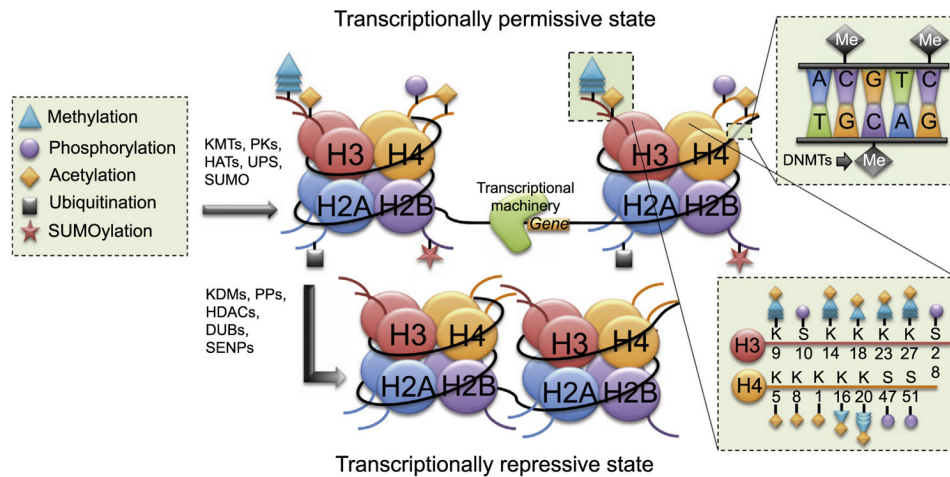 Transcriptionally permissive state
Methylation
Phosphorylation
Acetylation
Ubiquitination
SUMOylation
KMTs, PKs,
HATs, UPS,
SUMO
H3
H4
H2A
H2B
Transcriptional
machinery
Gene
H3
H4
H2A
H2B
Me
Me
A C G T C
T G C A G
DNMTs
Me
KDMs, PPs,
HDACs,
DUBs,
SENPs
H3
H4
H2A
H2B
H3
H4
H2A
H2B
K S K K K K S
H3
9 10 14 18 23 27 2
8
H4
K K K K K S S
5 8 1 16 20 47 51
Transcriptionally repressive state